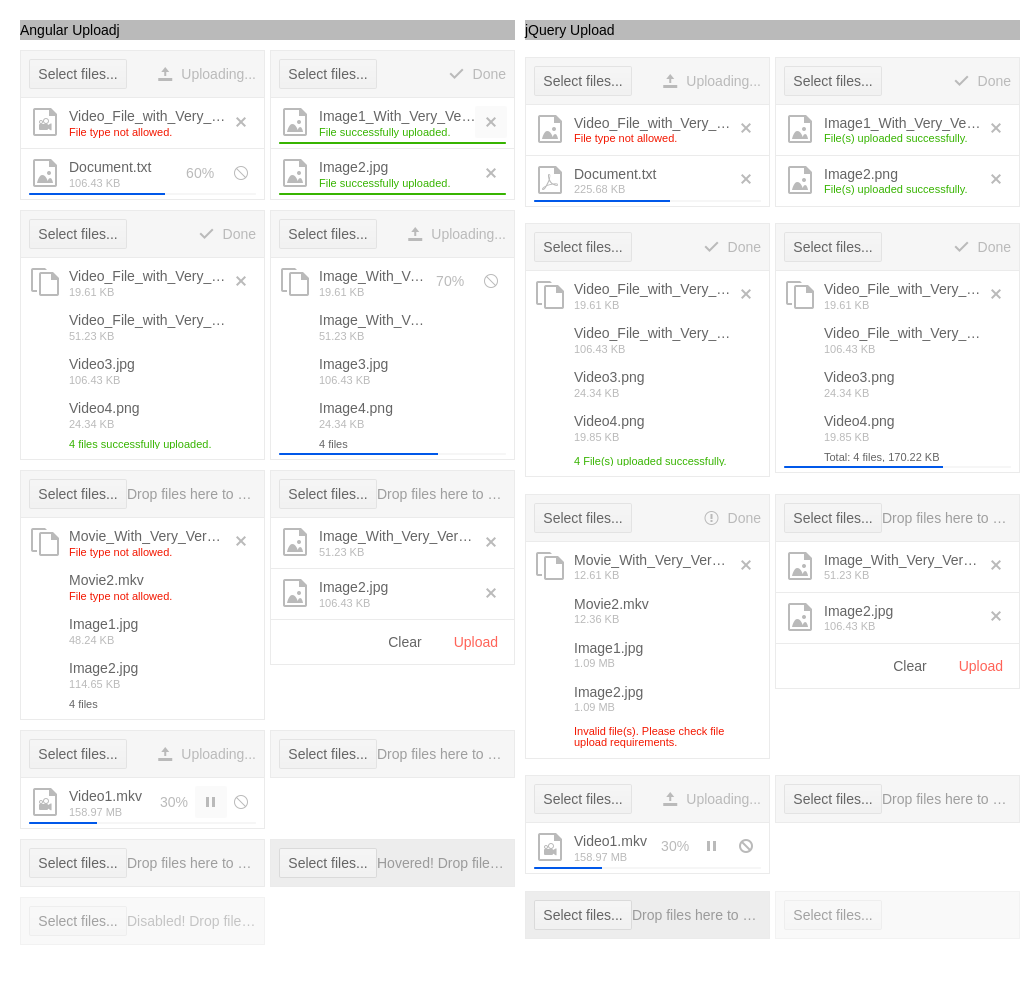 Angular Uploadj
Select files... Uploading...
Video_File_with_Very_...
File type not allowed.
Document.txt 60%
106.43 KB
Select files... Done
Image1_With_Very_Ve...
File successfully uploaded.
Image2.jpg
File successfully uploaded.
Select files... Done
Video_File_with_Very_...
19.61 KB
Video_File_with_Very_...
51.23 KB
Video3.jpg
106.43 KB
Video4.png
24.34 KB
4 files successfully uploaded.
Select files... Uploading...
Image_With_V... 70%
19.61 KB
Image_With_V...
51.23 KB
Image3.jpg
106.43 KB
Image4.png
24.34 KB
4 files
Select files... Drop files here to ...
Movie_With_Very_Ver...
File type not allowed.
Movie2.mkv
File type not allowed.
Image1.jpg
48.24 KB
Image2.jpg
114.65 KB
4 files
Select files... Drop files here to ...
Image_With_Very_Ver...
51.23 KB
Image2.jpg
106.43 KB
Clear Upload
Select files... Uploading...
Video1.mkv 30%
158.97 MB
Select files... Drop files here to ...
Select files... Drop files here to ...
Select files... Hovered! Drop file...
Select files... Disabled! Drop file...
jQuery Upload
Select files... Uploading...
Video_File_with_Very_...
File type not allowed.
Document.txt
225.68 KB
Select files... Done
Image1_With_Very_Ve...
File(s) uploaded successfully.
Image2.png
File(s) uploaded successfully.
Select files... Done
Video_File_with_Very_...
19.61 KB
Video_File_with_Very_...
106.43 KB
Video3.png
24.34 KB
Video4.png
19.85 KB
4 File(s) uploaded successfully.
Select files... Done
Video_File_with_Very_...
19.61 KB
Video_File_with_Very_...
106.43 KB
Video3.png
24.34 KB
Video4.png
19.85 KB
Total: 4 files, 170.22 KB
Select files... Done
Movie_With_Very_Ver...
12.61 KB
Movie2.mkv
12.36 KB
Image1.jpg
1.09 MB
Image2.jpg
1.09 MB
Invalid file(s). Please check file
upload requirements.
Select files... Drop files here to ...
Image_With_Very_Ver...
51.23 KB
Image2.jpg
106.43 KB
Clear Upload
Select files... Uploading...
Video1.mkv 30%
158.97 MB
Select files... Drop files here to ...
Select files... Drop files here to ...
Select files...